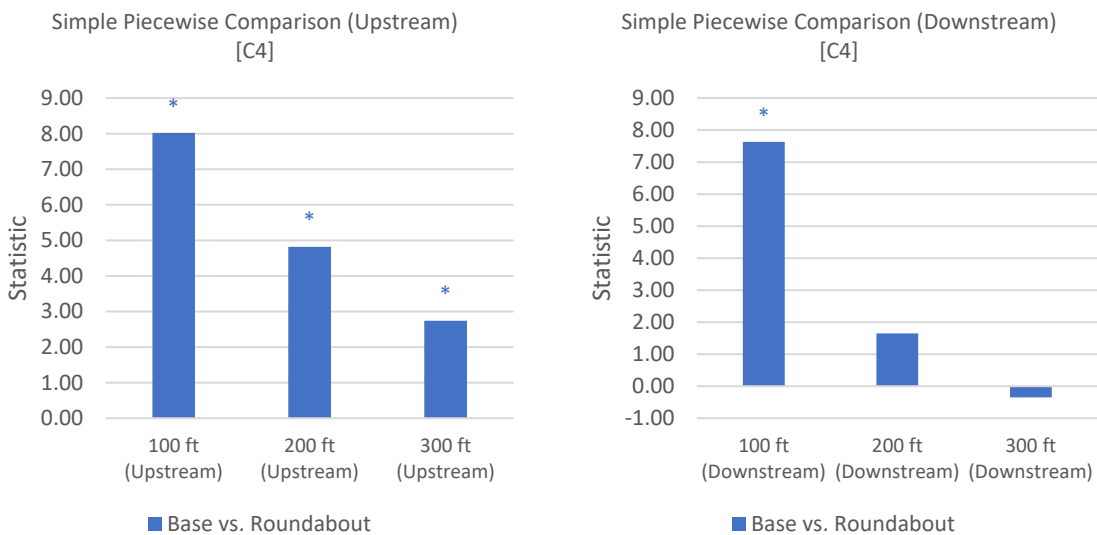 Simple Piecewise Comparison (Upstream)
[C4]
9.00
8.00
7.00
6.00
5.00
4.00
3.00
2.00
1.00
0.00
Statistic
*
*
*
100 ft
(Upstream)
200 ft
(Upstream)
300 ft
(Upstream)
Base vs. Roundabout
Simple Piecewise Comparison (Downstream)
[C4]
9.00
8.00
7.00
6.00
5.00
4.00
3.00
2.00
1.00
0.00
-1.00
Statistic
*
100 ft
(Downstream)
200 ft
(Downstream)
300 ft
(Downstream)
Base vs. Roundabout